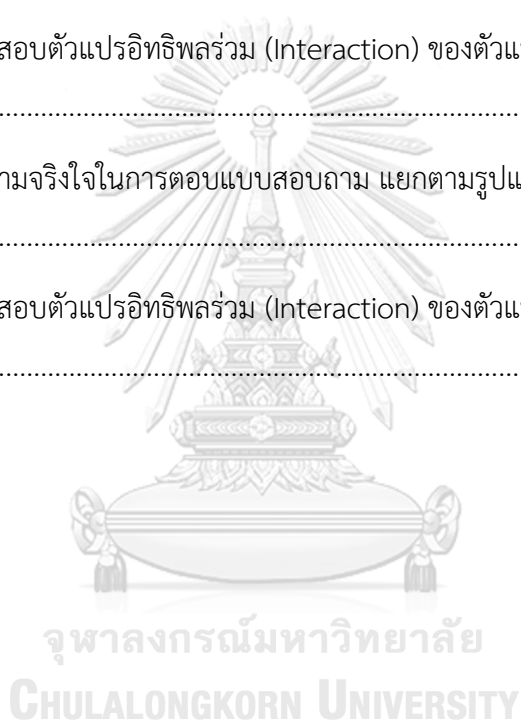 สอบตัวแปรอิทธิพลร่วม (Interaction) ของตัวแ
........................................................................................
ามจริงใจในการตอบแบบสอบถาม แยกตามรูปแ
........................................................................................
สอบตัวแปรอิทธิพลร่วม (Interaction) ของตัวแ
........................................................................................
จุฬาลงกรณ์มหาวิทยาลัย
CHULALONGKORN UNIVERSITY